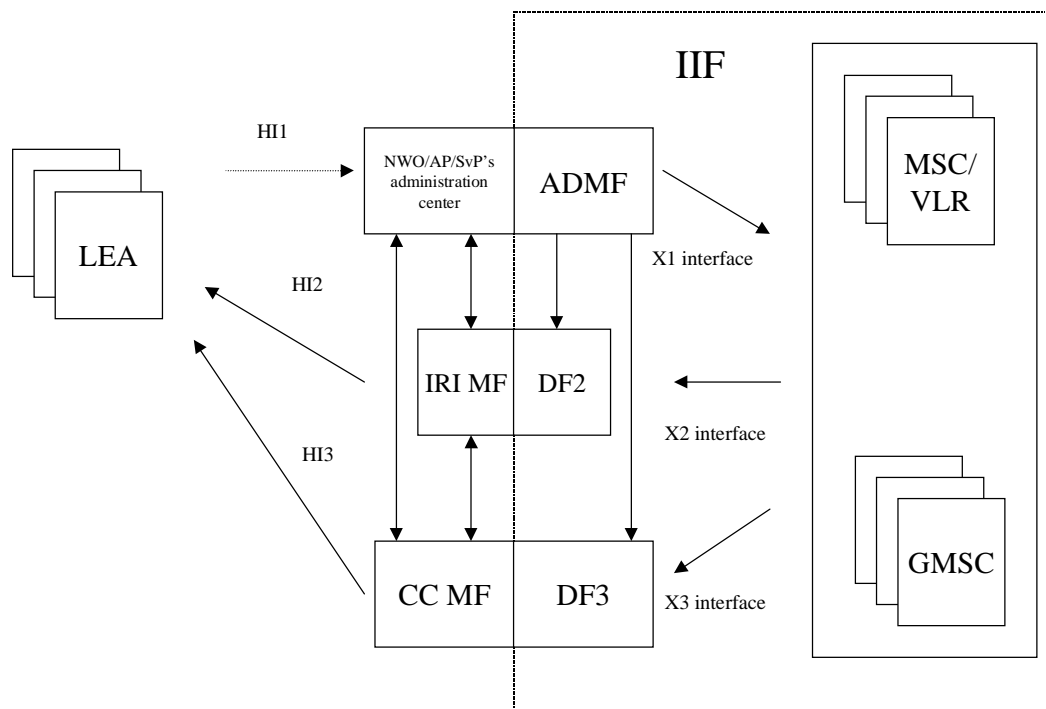 IIF
HI1
NWO/AP/SvP's
administration
center
ADMF
MSC/
VLR
LEA
X1 interface
HI2
IRI MF
DF2
X2 interface
HI3
GMSC
CC MF
DF3
X3 interface